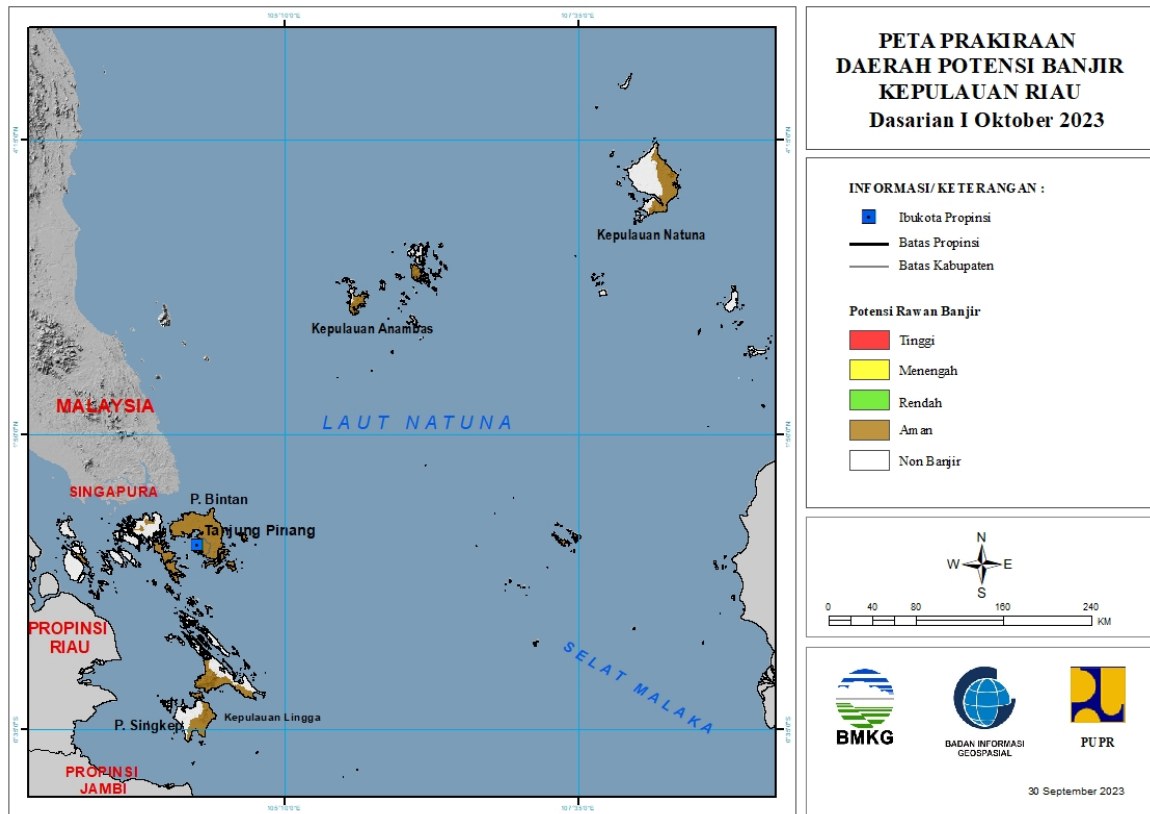 PETA PRAKIRAAN
DAERAH POTENSI BANJIR
KEPULAUAN RIAU
Dasarian I Oktober 2023
INFORMASI/ KETERANGAN :
Ibukota Propinsi
Batas Propinsi
Batas Kabupaten
Potensi Rawan Banjir
Tinggi
Menengah
Rendah
Aman
Non Banjir
N
W E
S
0 40 80 160 240
KM
BMKG
BADAN INFORMASI
GEOSPASIAL
PUPR
30 September 2023
Kepulauan Natuna
Kepulauan Anambas
MALAYSIA
LAUT NATUNA
SINGAPURA
P. Bintan
Tanjung Pinang
PROPINSI
RIAU
SELAT MALAKA
P. Singkep
Kepulauan Lingga
PROPINSI
JAMBI